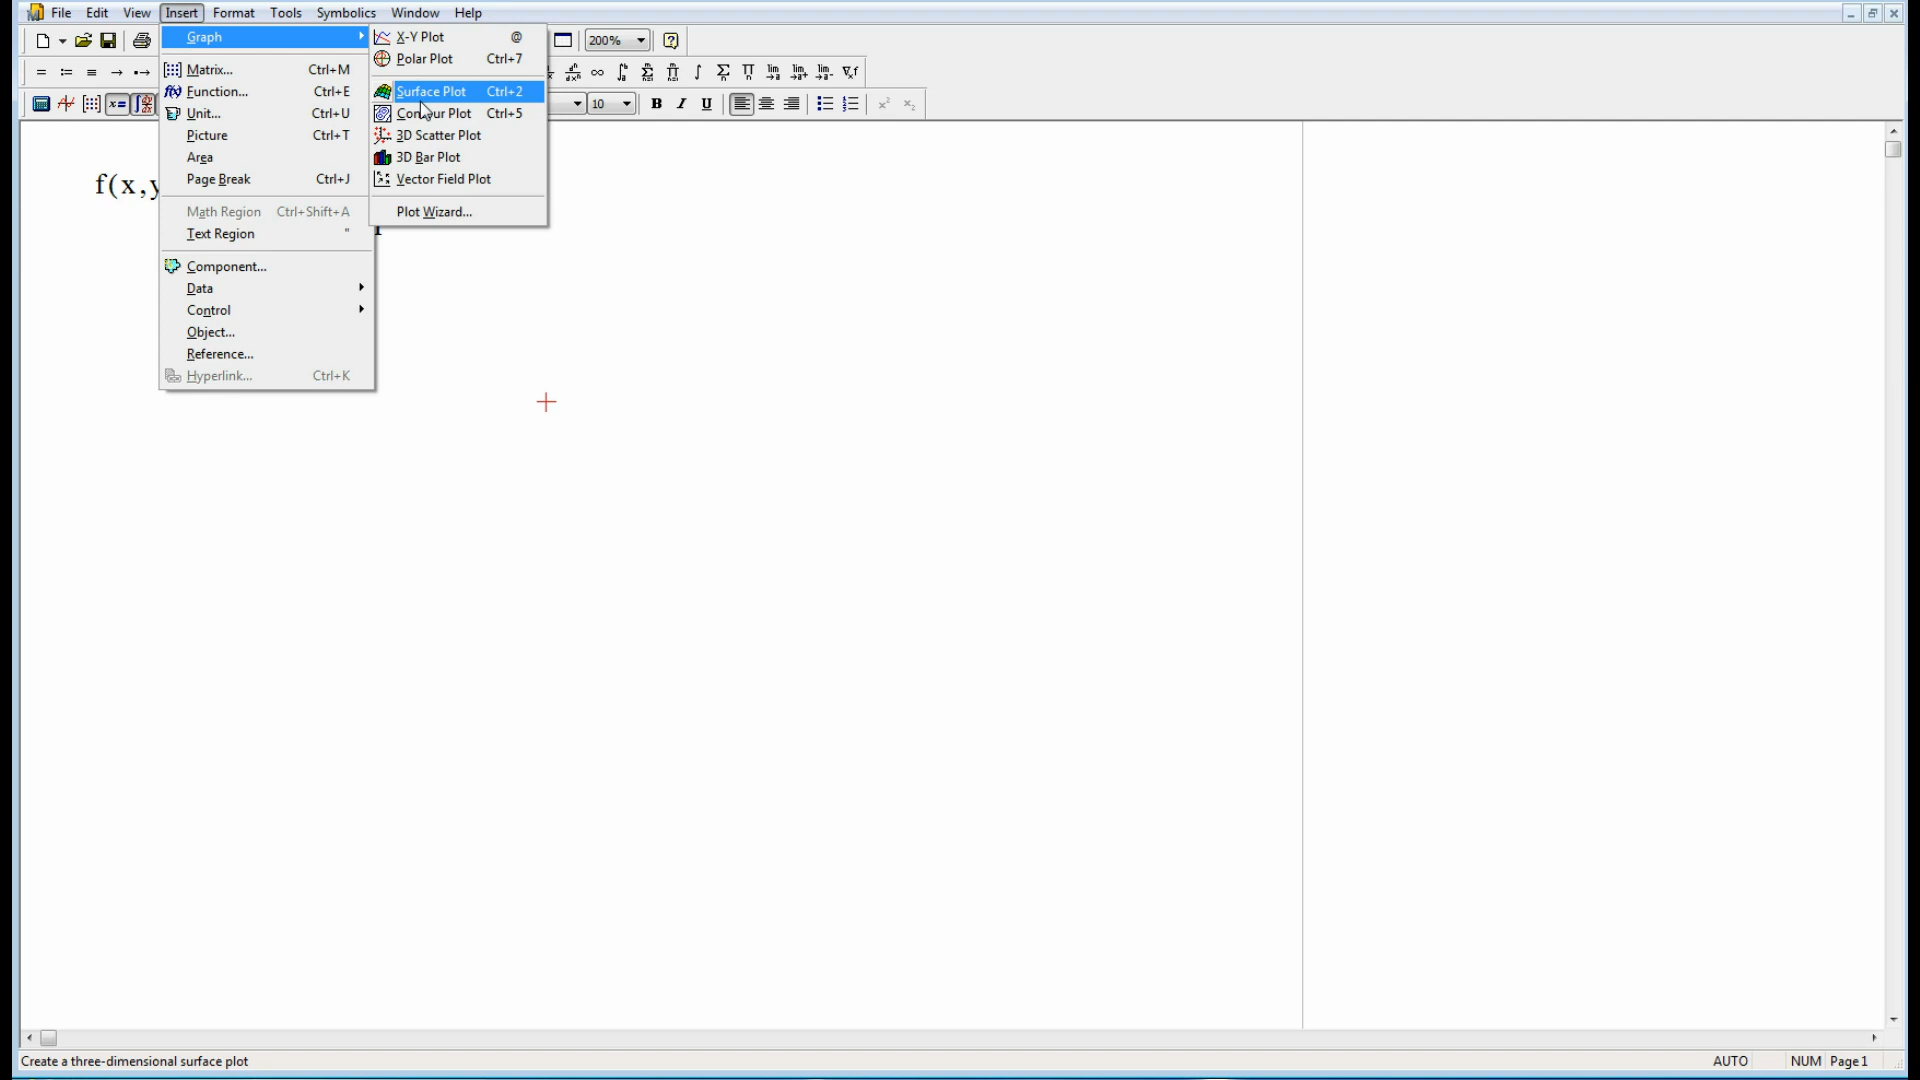 File Edit View Insert Format Tools Symbolics Window Help
200%
10 B I U
Graph
Matrix... Ctrl+M
Function... Ctrl+E
Unit... Ctrl+U
Picture Ctrl+T
Area
Page Break Ctrl+J
Math Region Ctrl+Shift+A
Text Region "
Component...
Data
Control
Object...
Reference...
Hyperlink... Ctrl+K
X-Y Plot @
Polar Plot Ctrl+7
Surface Plot Ctrl+2
Contour Plot Ctrl+5
3D Scatter Plot
3D Bar Plot
Vector Field Plot
Plot Wizard...
f(x,y
Create a three-dimensional surface plot
AUTO NUM Page 1